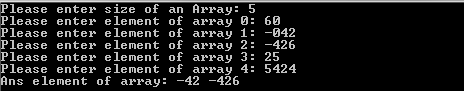 Please enter size of an Array: 5
Please enter element of array 0: 60
Please enter element of array 1: -042
Please enter element of array 2: -426
Please enter element of array 3: 25
Please enter element of array 4: 5424
Ans element of array: -42 -426